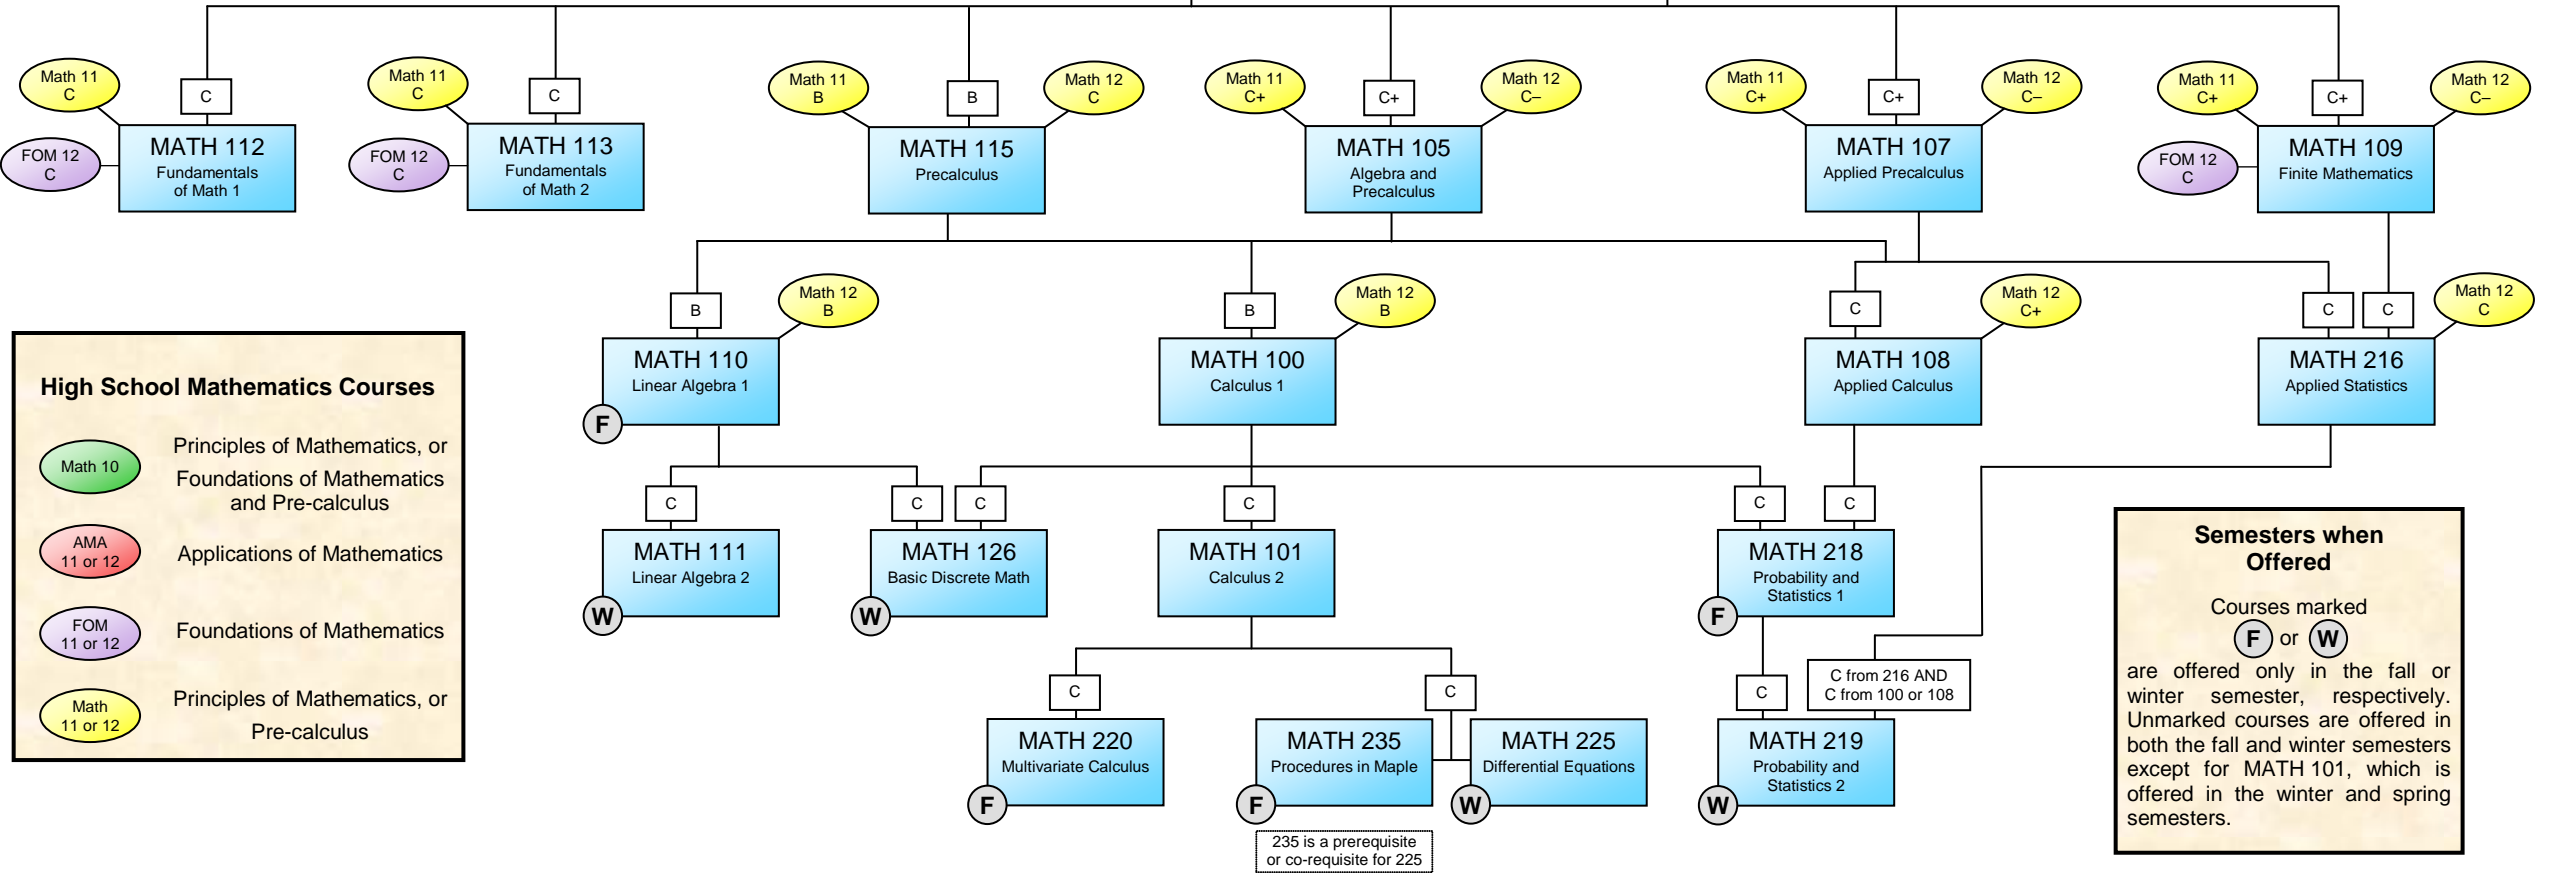 Math 11
C
C
FOM 12
C
MATH 112
Fundamentals
of Math 1
Math 11
C
C
FOM 12
C
MATH 113
Fundamentals
of Math 2
Math 11
B
B
Math 12
C
MATH 115
Precalculus
Math 11
C+
C+
Math 12
C–
MATH 105
Algebra and
Precalculus
Math 11
C+
C+
Math 12
C–
MATH 107
Applied Precalculus
Math 11
C+
C+
Math 12
C–
FOM 12
C
MATH 109
Finite Mathematics
B
Math 12
B
MATH 110
Linear Algebra 1
F
B
Math 12
B
MATH 100
Calculus 1
C
Math 12
C+
MATH 108
Applied Calculus
C
C
Math 12
C
MATH 216
Applied Statistics
High School Mathematics Courses
Math 10
Principles of Mathematics, or
Foundations of Mathematics
and Pre-calculus
AMA
11 or 12
Applications of Mathematics
FOM
11 or 12
Foundations of Mathematics
Math
11 or 12
Principles of Mathematics, or
Pre-calculus
C
MATH 111
Linear Algebra 2
W
C
C
MATH 126
Basic Discrete Math
W
C
MATH 101
Calculus 2
C
C
MATH 218
Probability and
Statistics 1
F
C
MATH 220
Multivariate Calculus
F
C
MATH 235
Procedures in Maple
F
MATH 225
Differential Equations
W
235 is a prerequisite
or co-requisite for 225
C
C from 216 AND
C from 100 or 108
MATH 219
Probability and
Statistics 2
W
Semesters when
Offered
Courses marked
F or W
are offered only in the fall or
winter semester, respectively.
Unmarked courses are offered in
both the fall and winter semesters
except for MATH 101, which is
offered in the winter and spring
semesters.